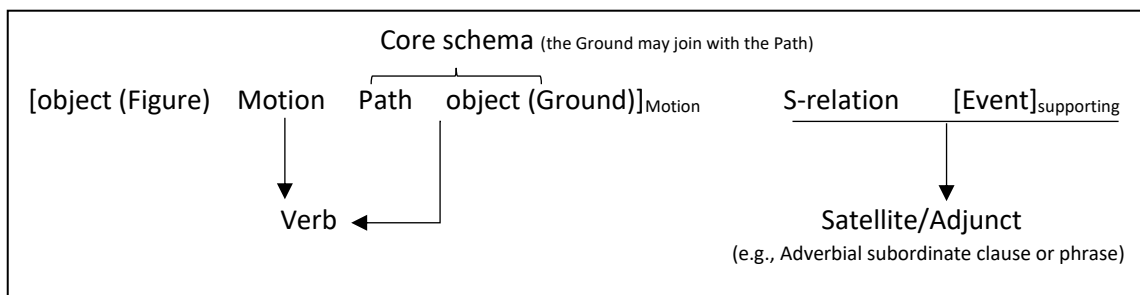 Core schema (the Ground may join with the Path)
[object (Figure) Motion Path object (Ground)]Motion S-relation [Event]supporting
Verb Satellite/Adjunct
(e.g., Adverbial subordinate clause or phrase)